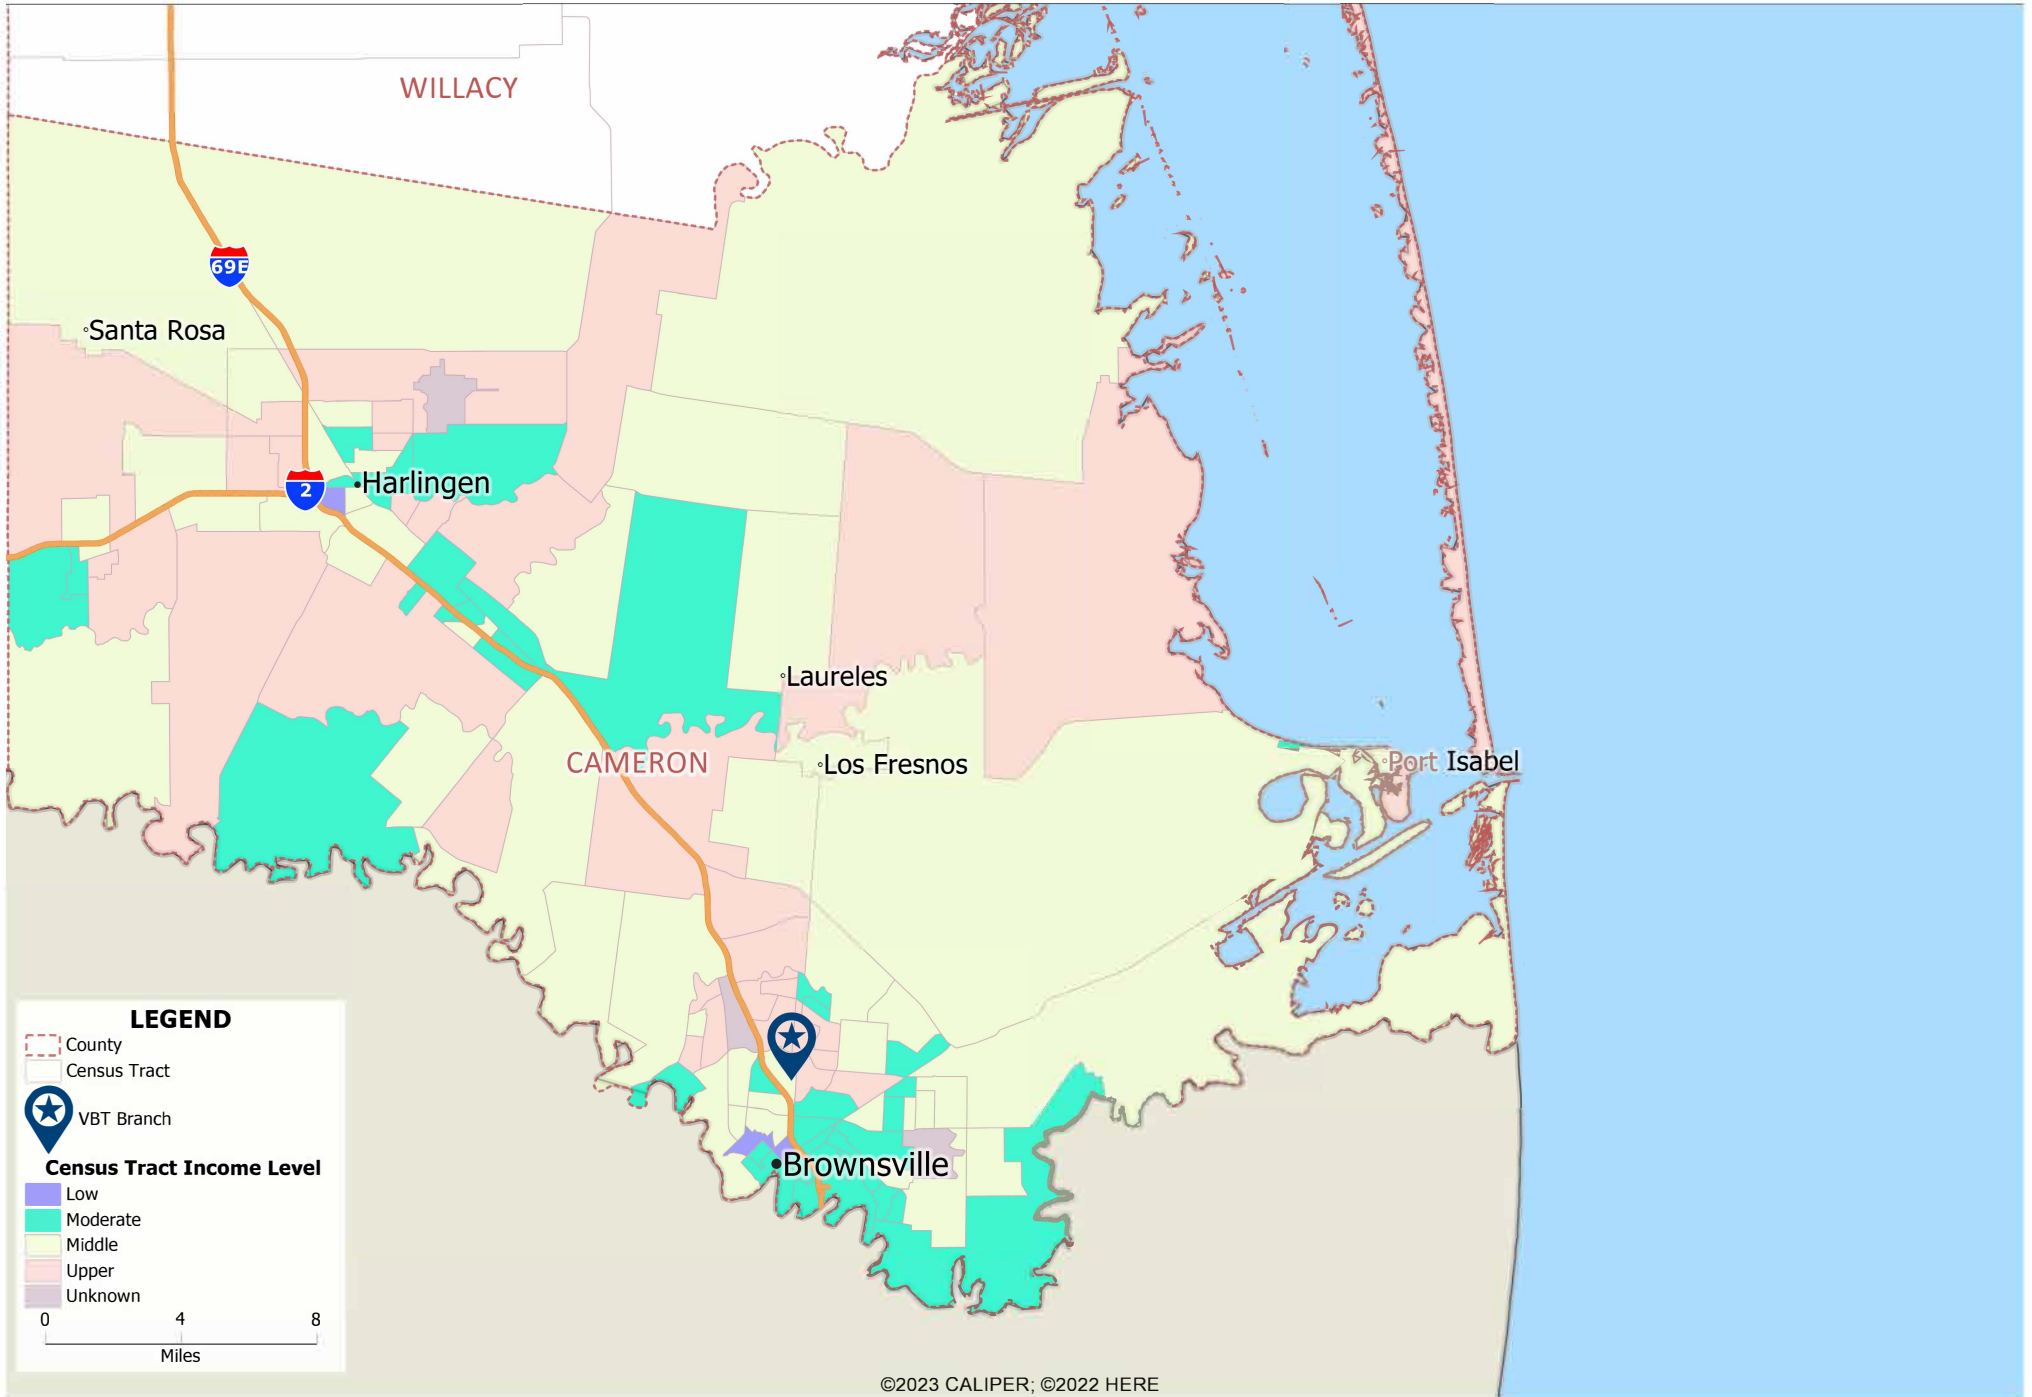 WILLACY
69E
Santa Rosa
2
Harlingen
Laureles
CAMERON
Los Fresnos
Port Isabel
Brownsville
LEGEND
County
Census Tract
VBT Branch
Census Tract Income Level
Low
Moderate
Middle
Upper
Unknown
0 4 8
Miles
©2023 CALIPER; ©2022 HERE